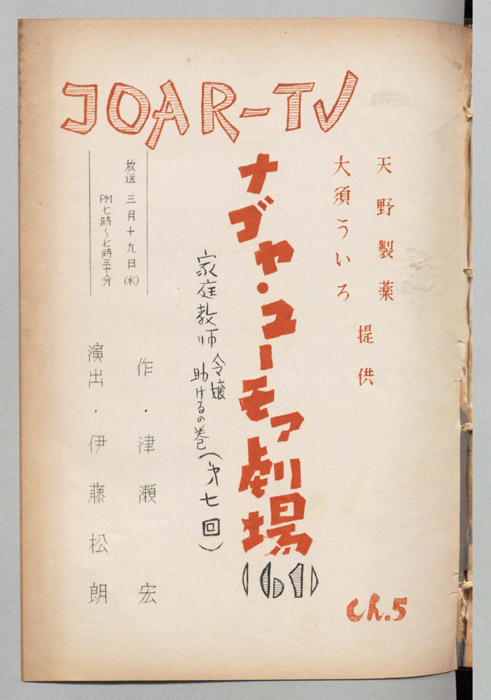 JOAR-TV
天野製薬
大須ういろ
提供
ナゴヤ・ユーモア劇場(61)
家庭教師 令嬢
助けるの巻(第七回)
放送 三月十九日(水)
PM七時〜七時三十分
作・津瀬 宏
演出・伊藤松朗
ch.5